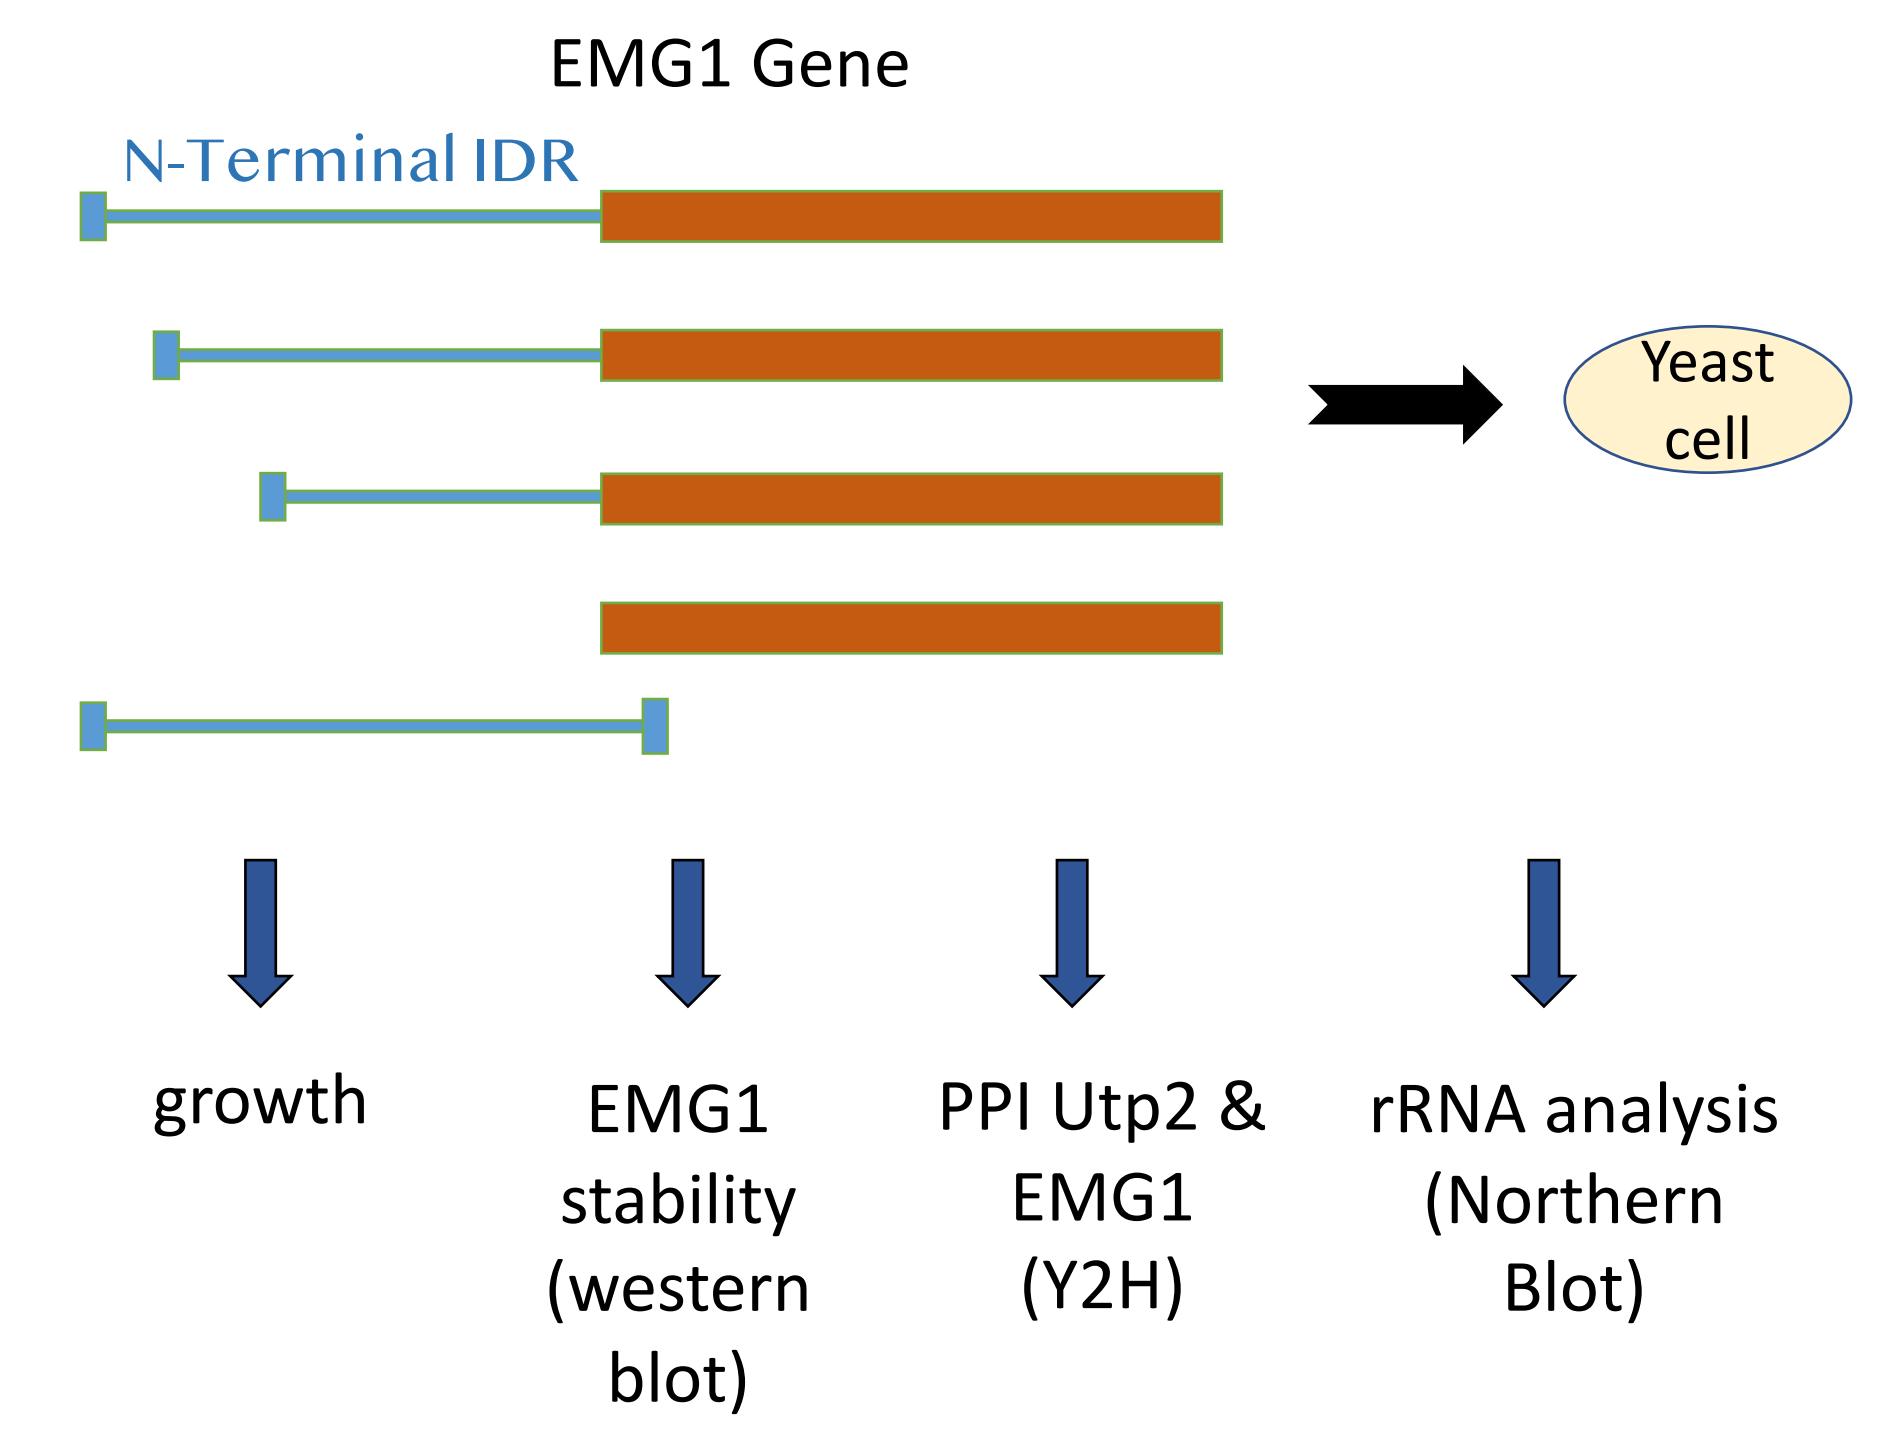 EMG1 Gene
N-Terminal IDR
Yeast
cell
growth
EMG1
stability
(western
blot)
PPI Utp2 &
EMG1
(Y2H)
rRNA analysis
(Northern
Blot)